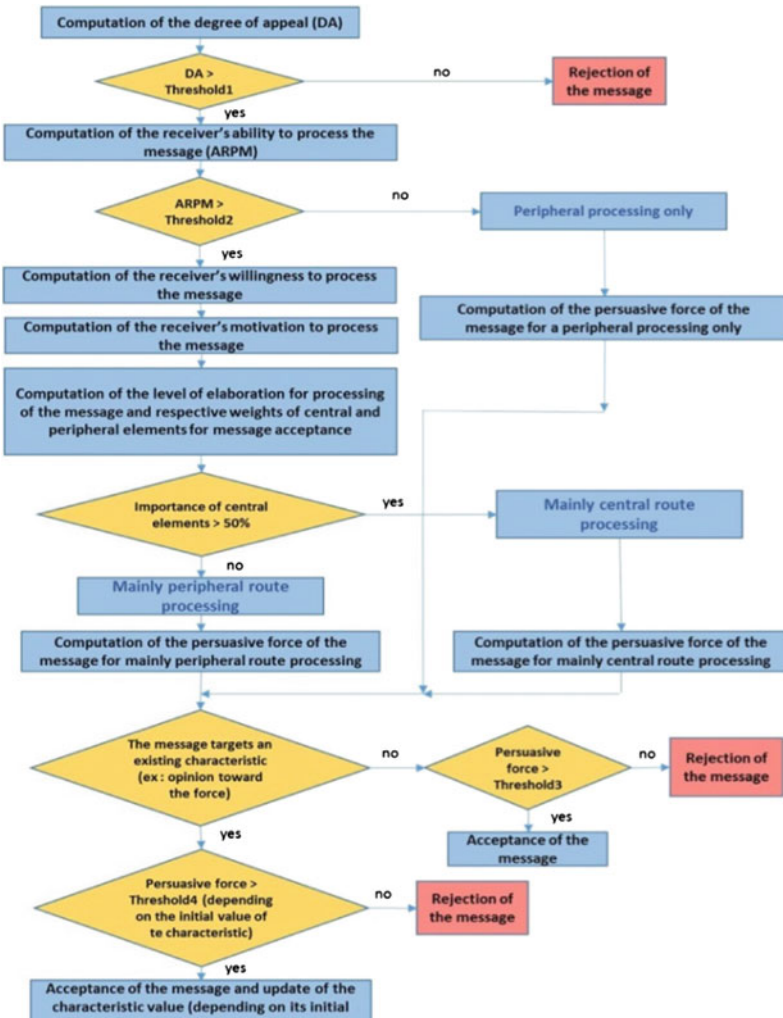 Computation of the degree of appeal (DA)
DA >
Threshold1
no
Rejection of
the message
yes
Computation of the receiver's ability to process the
message (ARPM)
ARPM >
Threshold2
no
Peripheral processing only
yes
Computation of the receiver's willingness to process
the message
Computation of the persuasive force of the
message for a peripheral processing only
Computation of the receiver's motivation to process
the message
Computation of the level of elaboration for processing
of the message and respective weights of central and
peripheral elements for message acceptance
Importance of central
elements > 50%
yes
Mainly central route
processing
no
Mainly peripheral route
processing
Computation of the persuasive force of the
message for mainly peripheral route processing
Computation of the persuasive force of the
message for mainly central route processing
The message targets an
existing characteristic
(ex : opinion toward
the force)
no
Persuasive
force >
Threshold3
no
Rejection of
the message
yes
Acceptance of the
message
yes
Persuasive force >
Threshold4 (depending
on the initial value of
te characteristic)
no
Rejection of
the message
yes
Acceptance of the message and update of the
characteristic value (depending on its initial